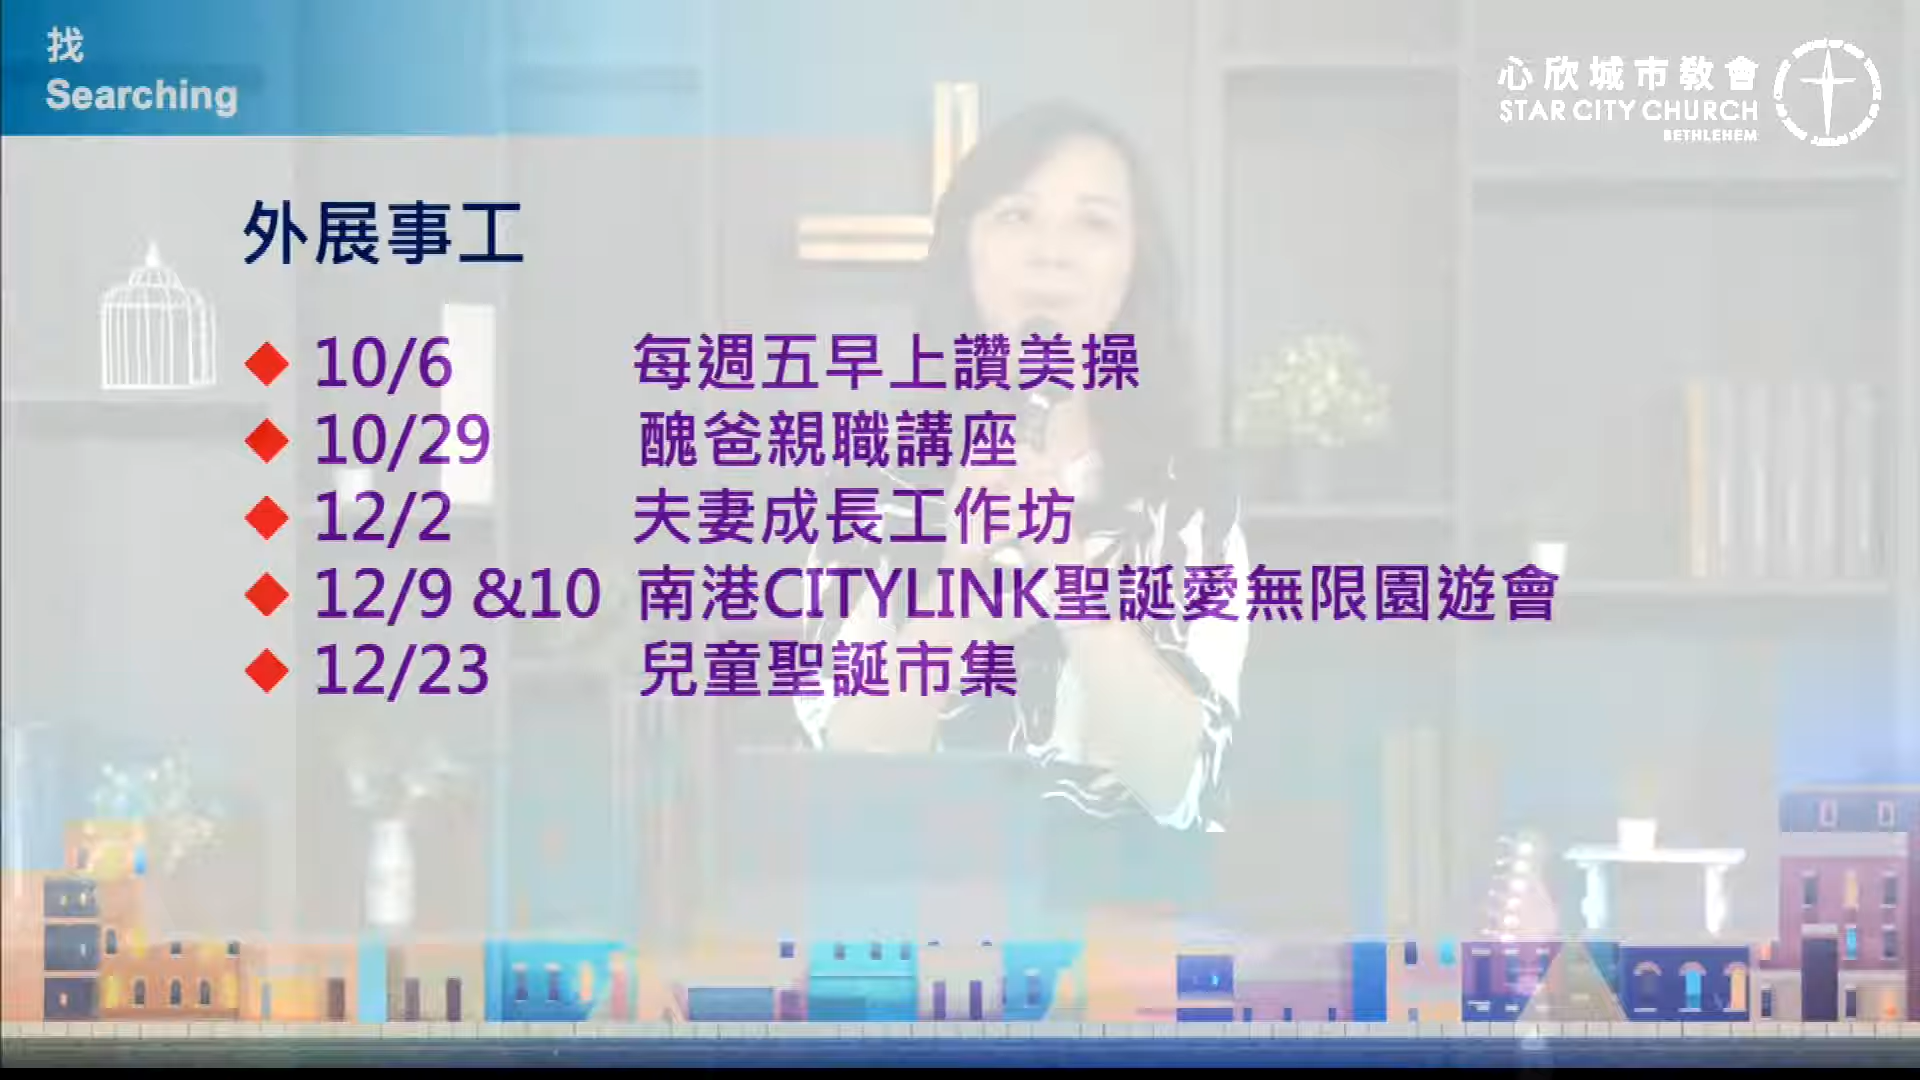 找
Searching
心欣城市教會
STAR CITY CHURCH
BETHLEHEM
外展事工
10/6 每週五早上讚美操
10/29 醜爸親職講座
12/2 夫妻成長工作坊
12/9 &10 南港CITYLINK聖誕愛無限園遊會
12/23 兒童聖誕市集